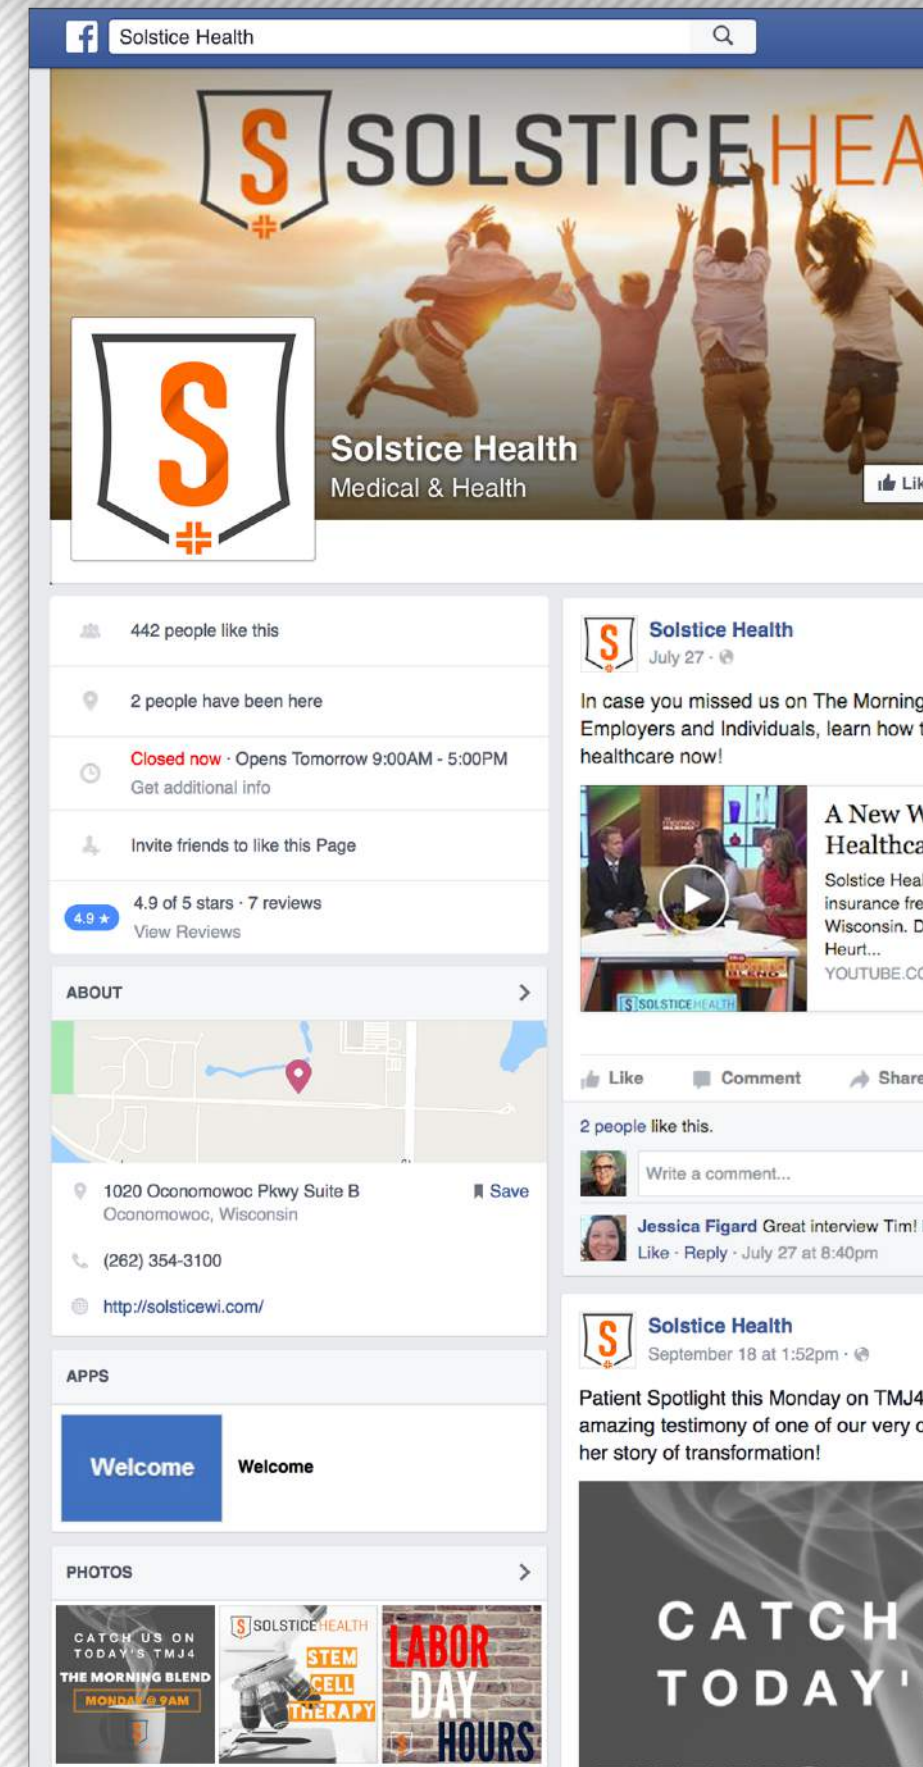 Solstice Health
S SOLSTICEHEA
S
Solstice Health
Medical & Health
Lik
442 people like this
2 people have been here
Closed now · Opens Tomorrow 9:00AM - 5:00PM
Get additional info
Invite friends to like this Page
4.9 ★
4.9 of 5 stars · 7 reviews
View Reviews
ABOUT
1020 Oconomowoc Pkwy Suite B
Save
Oconomowoc, Wisconsin
(262) 354-3100
http://solsticewi.com/
APPS
Welcome
Welcome
PHOTOS
CATCH US ON
TODAY'S TMJ4
THE MORNING BLEND
MONDAY @ 9AM
S
S SOLSTICEHEALTH
STEM
CELL
THERAPY
LABOR
DAY
HOURS
S
S
Solstice Health
July 27 ·
In case you missed us on The Morning
Employers and Individuals, learn how t
healthcare now!
BLEND
S SOLSTICEHEALTH
A New W
Healthca
Solstice Heal
insurance fre
Wisconsin. D
Heurt...
YOUTUBE.CO
Like Comment Share
2 people like this.
Write a comment...
Jessica Figard Great interview Tim!
Like · Reply · July 27 at 8:40pm
S
Solstice Health
September 18 at 1:52pm ·
Patient Spotlight this Monday on TMJ4
amazing testimony of one of our very o
her story of transformation!
CATCH
TODAY'